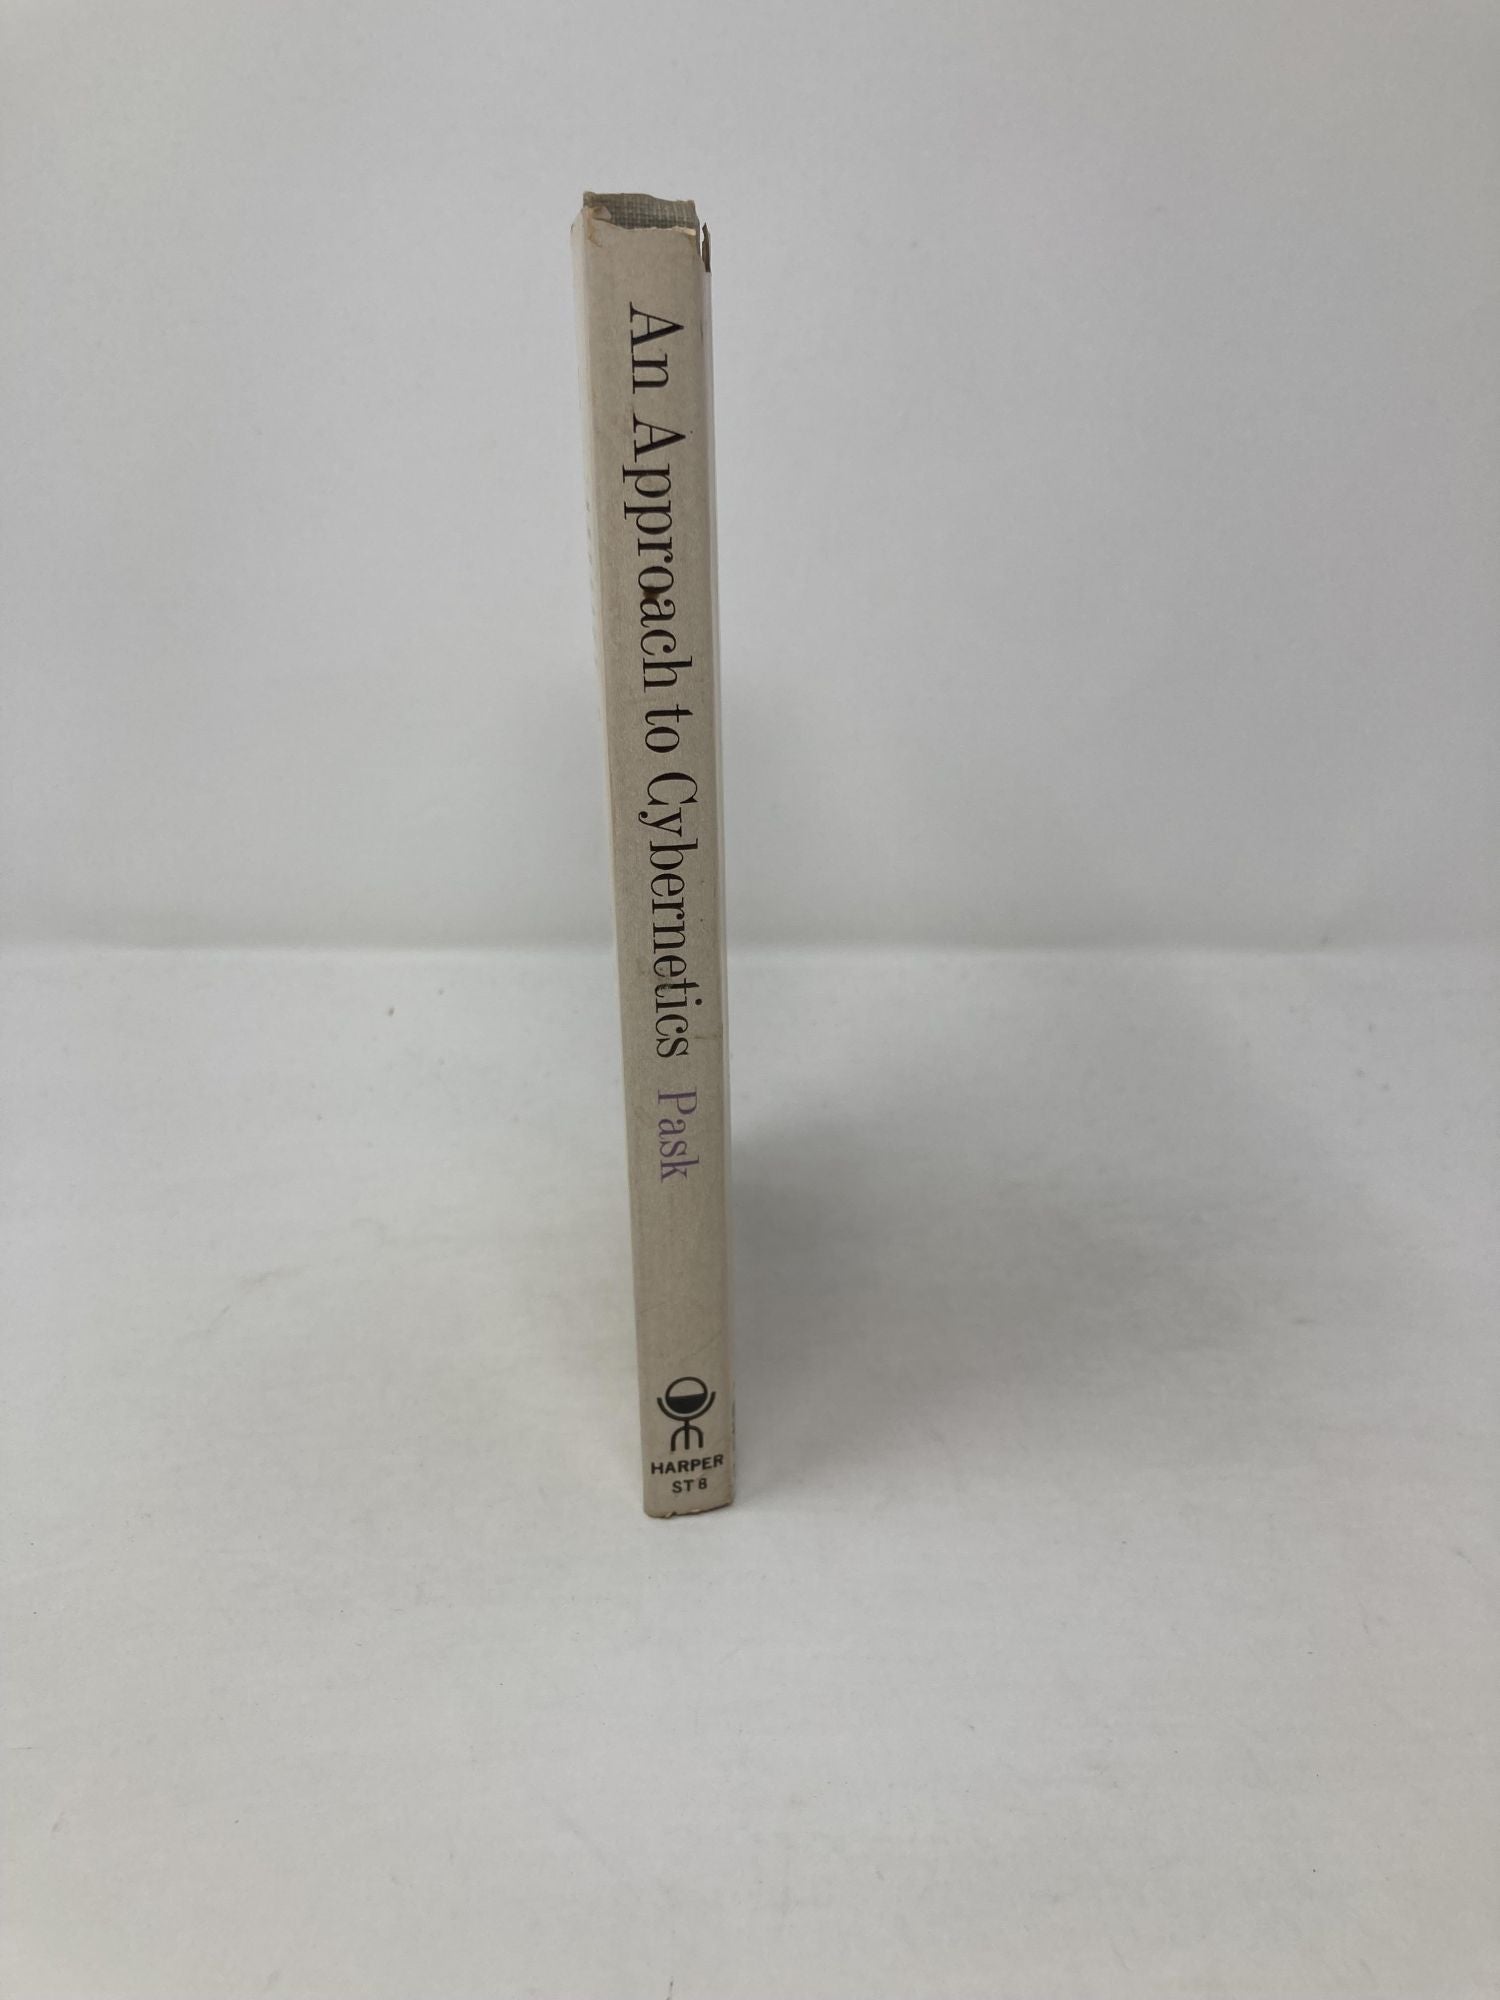 An Approach to Cybernetics Pask
HARPER
ST 8